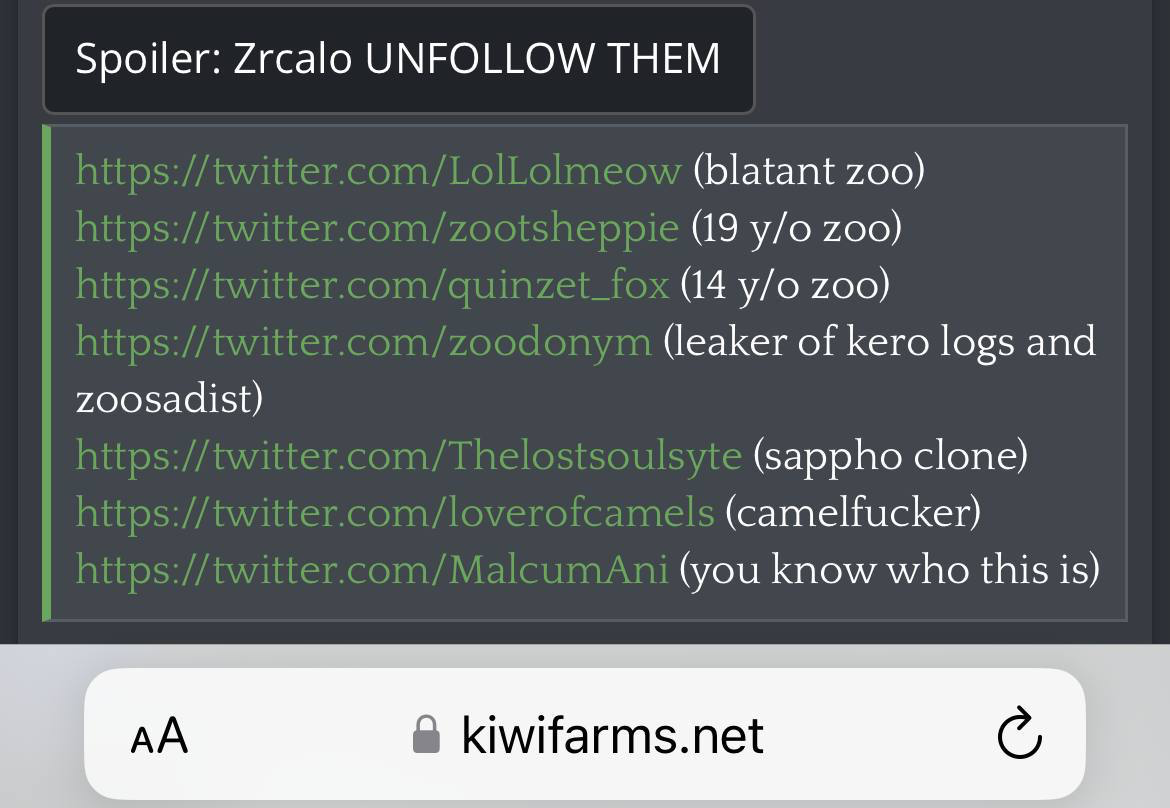 Spoiler: Zrcalo UNFOLLOW THEM
https://twitter.com/LolLolmeow (blatant zoo)
https://twitter.com/zootsheppie (19 y/o zoo)
https://twitter.com/quinzet_fox (14 y/o zoo)
https://twitter.com/zoodonym (leaker of kero logs and
zoosadist)
https://twitter.com/Thelostsoulsyte (sappho clone)
https://twitter.com/loverofcamels (camelfucker)
https://twitter.com/MalcumAni (you know who this is)
AA kiwifarms.net